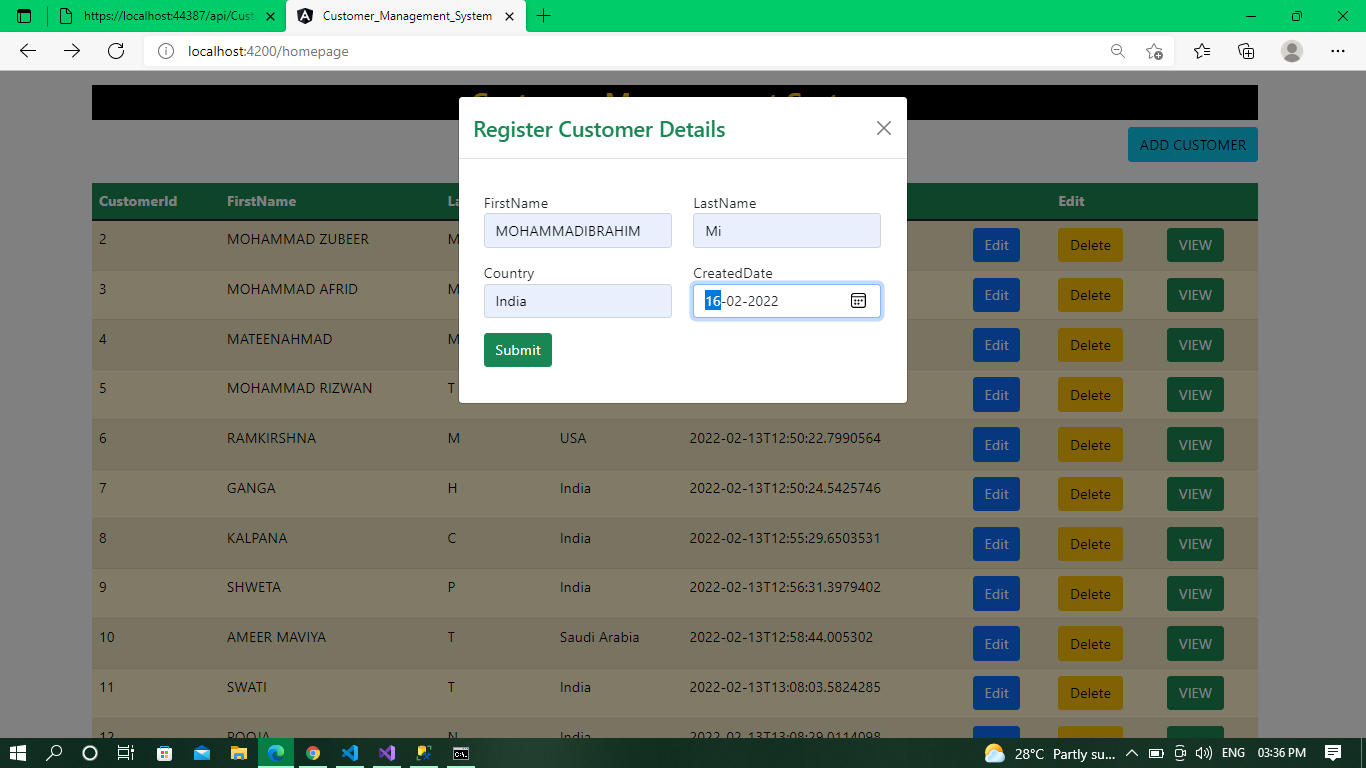 https://localhost:44387/api/Cust
Customer_Management_System
localhost:4200/homepage
Register Customer Details
ADD CUSTOMER
CustomerId FirstName La Edit
FirstName LastName
MOHAMMADIBRAHIM Mi
Country CreatedDate
India 16-02-2022
Submit
2 MOHAMMAD ZUBEER M Edit Delete VIEW
3 MOHAMMAD AFRID M Edit Delete VIEW
4 MATEENAHMAD M Edit Delete VIEW
5 MOHAMMAD RIZWAN T Edit Delete VIEW
6 RAMKIRSHNA M USA 2022-02-13T12:50:22.7990564 Edit Delete VIEW
7 GANGA H India 2022-02-13T12:50:24.5425746 Edit Delete VIEW
8 KALPANA C India 2022-02-13T12:55:29.6503531 Edit Delete VIEW
9 SHWETA P India 2022-02-13T12:56:31.3979402 Edit Delete VIEW
10 AMEER MAVIYA T Saudi Arabia 2022-02-13T12:58:44.005302 Edit Delete VIEW
11 SWATI T India 2022-02-13T13:08:03.5824285 Edit Delete VIEW
12 POOJA N India 2022-02-13T13:08:29.0114098 Edit Delete VIEW
28°C Partly su... ENG 03:36 PM